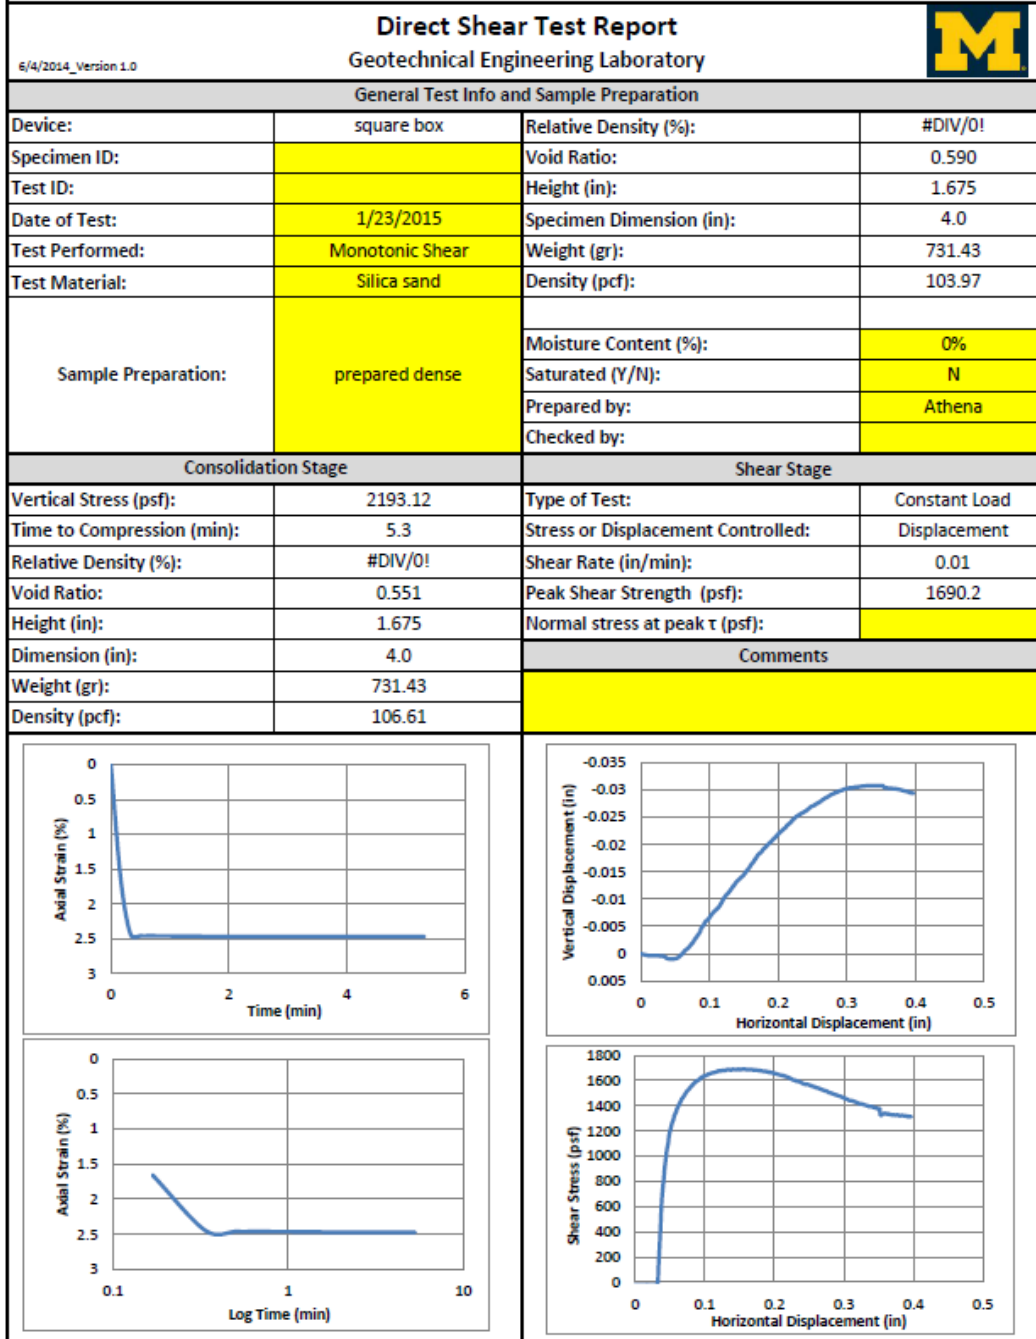 Direct Shear Test Report
6/4/2014_Version 1.0 Geotechnical Engineering Laboratory
M
General Test Info and Sample Preparation
Device: square box Relative Density (%): #DIV/0!
Specimen ID: Void Ratio: 0.590
Test ID: Height (in): 1.675
Date of Test: 1/23/2015 Specimen Dimension (in): 4.0
Test Performed: Monotonic Shear Weight (gr): 731.43
Test Material: Silica sand Density (pcf): 103.97
Moisture Content (%): 0%
Sample Preparation: prepared dense Saturated (Y/N): N
Prepared by: Athena
Checked by:
Consolidation Stage Shear Stage
Vertical Stress (psf): 2193.12 Type of Test: Constant Load
Time to Compression (min): 5.3 Stress or Displacement Controlled: Displacement
Relative Density (%): #DIV/0! Shear Rate (in/min): 0.01
Void Ratio: 0.551 Peak Shear Strength (psf): 1690.2
Height (in): 1.675 Normal stress at peak τ (psf):
Dimension (in): 4.0 Comments
Weight (gr): 731.43
Density (pcf): 106.61
0
0.5
1
1.5
2
2.5
3
Axial Strain (%)
0 2 4 6
Time (min)
-0.035
-0.03
-0.025
-0.02
-0.015
-0.01
-0.005
0
0.005
Vertical Displacement (in)
0 0.1 0.2 0.3 0.4 0.5
Horizontal Displacement (in)
0
0.5
1
1.5
2
2.5
3
Axial Strain (%)
0.1 1 10
Log Time (min)
1800
1600
1400
1200
1000
800
600
400
200
0
Shear Stress (psf)
0 0.1 0.2 0.3 0.4 0.5
Horizontal Displacement (in)